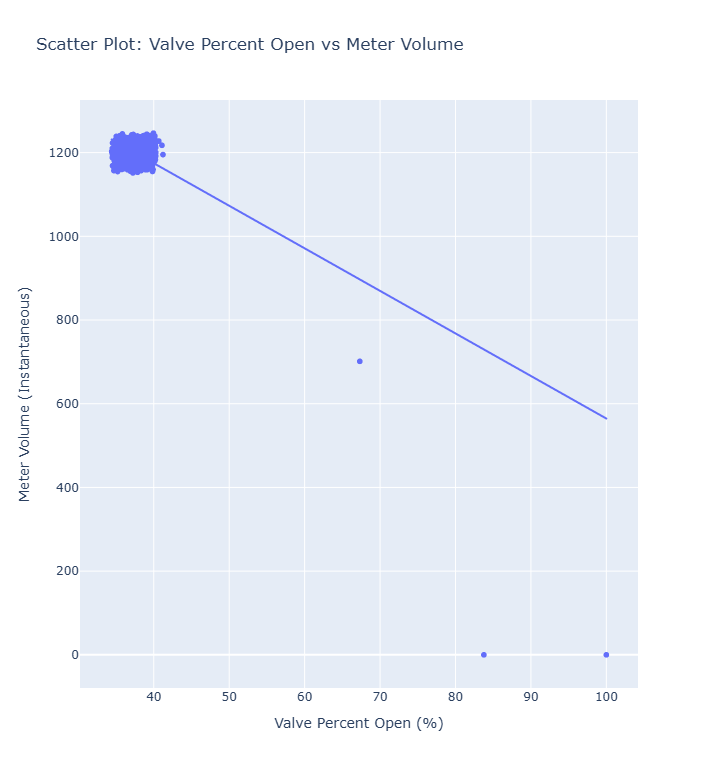 Scatter Plot: Valve Percent Open vs Meter Volume
Meter Volume (Instantaneous)
1200
1000
800
600
400
200
0
40 50 60 70 80 90 100
Valve Percent Open (%)